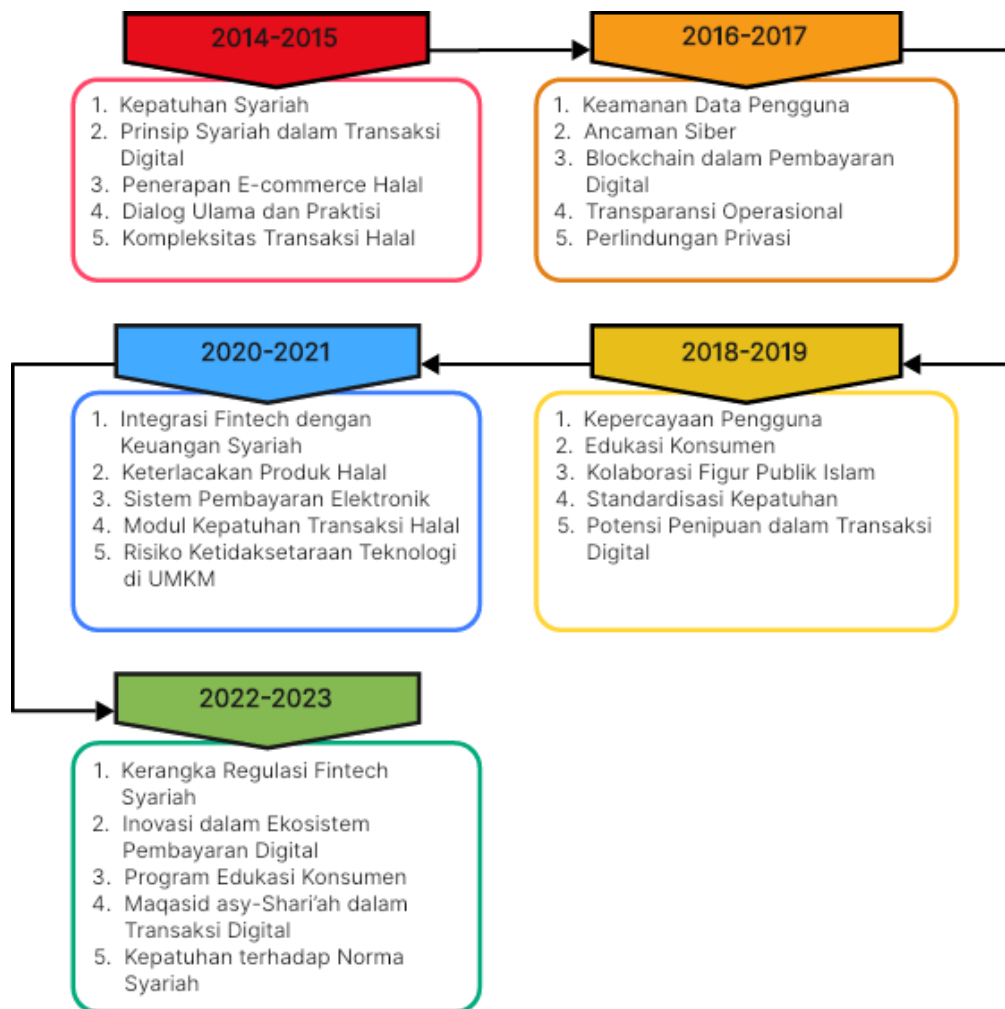 2014-2015
1. Kepatuhan Syariah
2. Prinsip Syariah dalam Transaksi
Digital
3. Penerapan E-commerce Halal
4. Dialog Ulama dan Praktisi
5. Kompleksitas Transaksi Halal
2016-2017
1. Keamanan Data Pengguna
2. Ancaman Siber
3. Blockchain dalam Pembayaran
Digital
4. Transparansi Operasional
5. Perlindungan Privasi
2018-2019
1. Kepercayaan Pengguna
2. Edukasi Konsumen
3. Kolaborasi Figur Publik Islam
4. Standardisasi Kepatuhan
5. Potensi Penipuan dalam Transaksi
Digital
2020-2021
1. Integrasi Fintech dengan
Keuangan Syariah
2. Keterlacakan Produk Halal
3. Sistem Pembayaran Elektronik
4. Modul Kepatuhan Transaksi Halal
5. Risiko Ketidaksetaraan Teknologi
di UMKM
2022-2023
1. Kerangka Regulasi Fintech
Syariah
2. Inovasi dalam Ekosistem
Pembayaran Digital
3. Program Edukasi Konsumen
4. Maqasid asy-Shari’ah dalam
Transaksi Digital
5. Kepatuhan terhadap Norma
Syariah